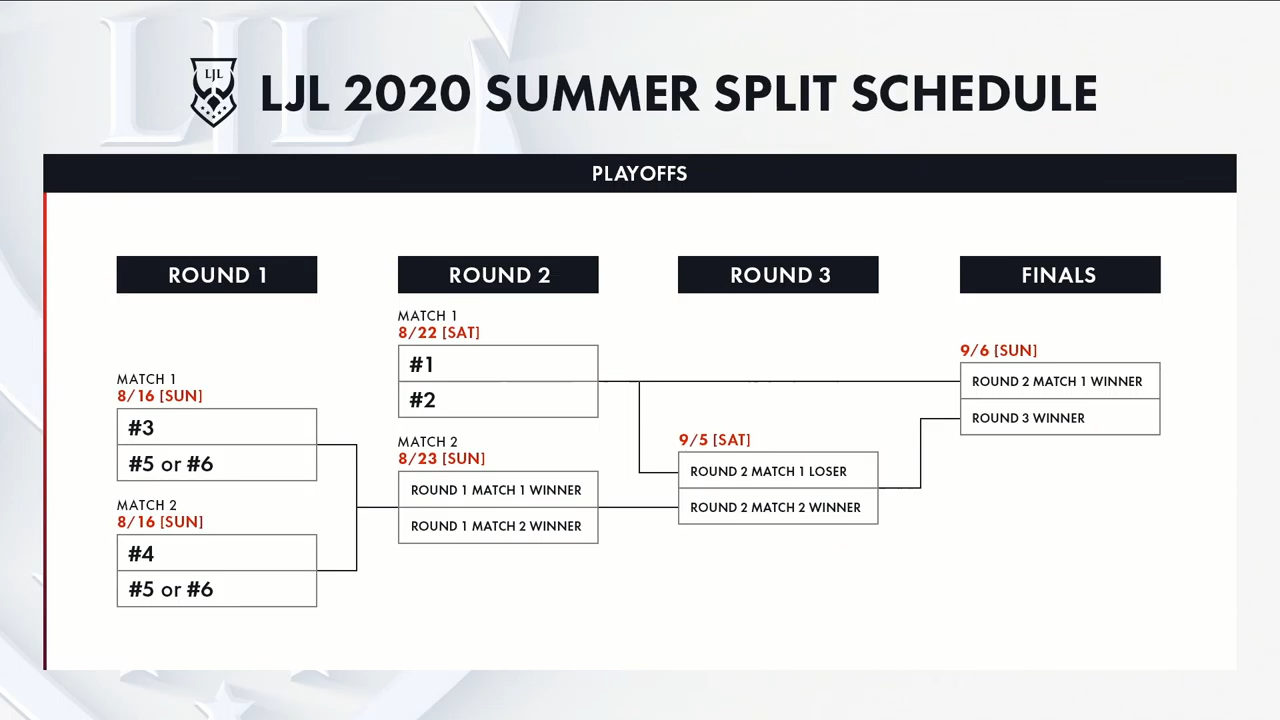 LJL
LJL 2020 SUMMER SPLIT SCHEDULE
PLAYOFFS
ROUND 1
MATCH 1
8/16 [SUN]
#3
#5 or #6
MATCH 2
8/16 [SUN]
#4
#5 or #6
ROUND 2
MATCH 1
8/22 [SAT]
#1
#2
MATCH 2
8/23 [SUN]
ROUND 1 MATCH 1 WINNER
ROUND 1 MATCH 2 WINNER
ROUND 3
9/5 [SAT]
ROUND 2 MATCH 1 LOSER
ROUND 2 MATCH 2 WINNER
FINALS
9/6 [SUN]
ROUND 2 MATCH 1 WINNER
ROUND 3 WINNER